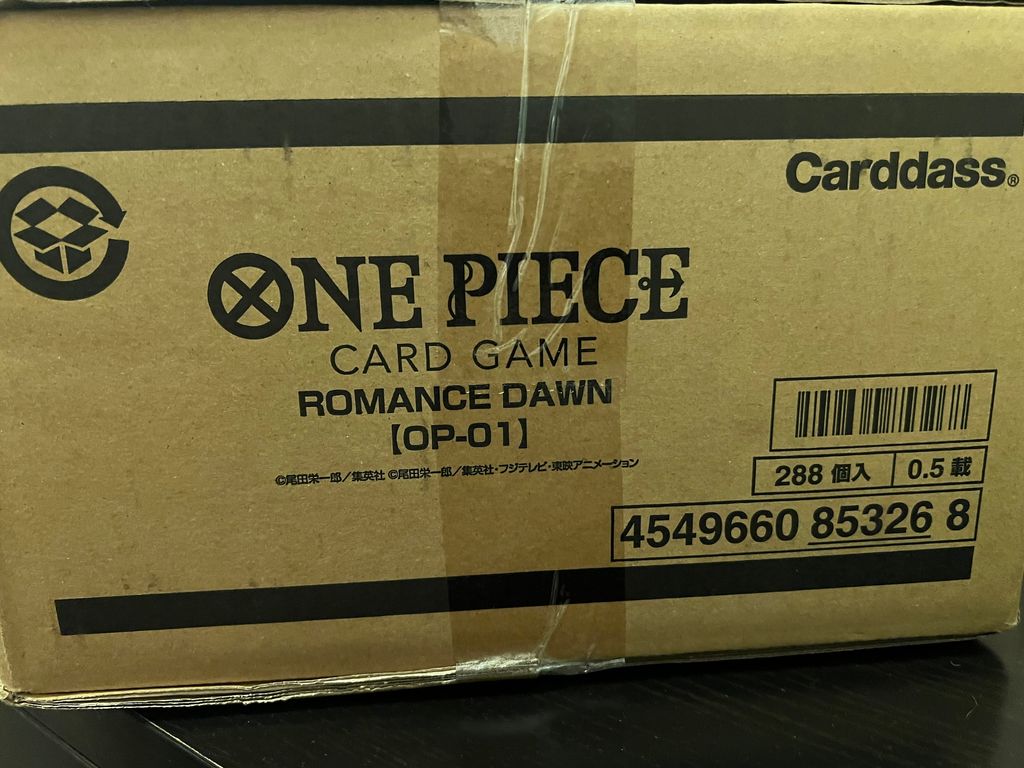 Carddass®
ONE PIECE
CARD GAME
ROMANCE DAWN
【OP-01】
©尾田栄一郎／集英社 ©尾田栄一郎／集英社・フジテレビ・東映アニメーション
288 個入 0.5 載
4549660 85326 8